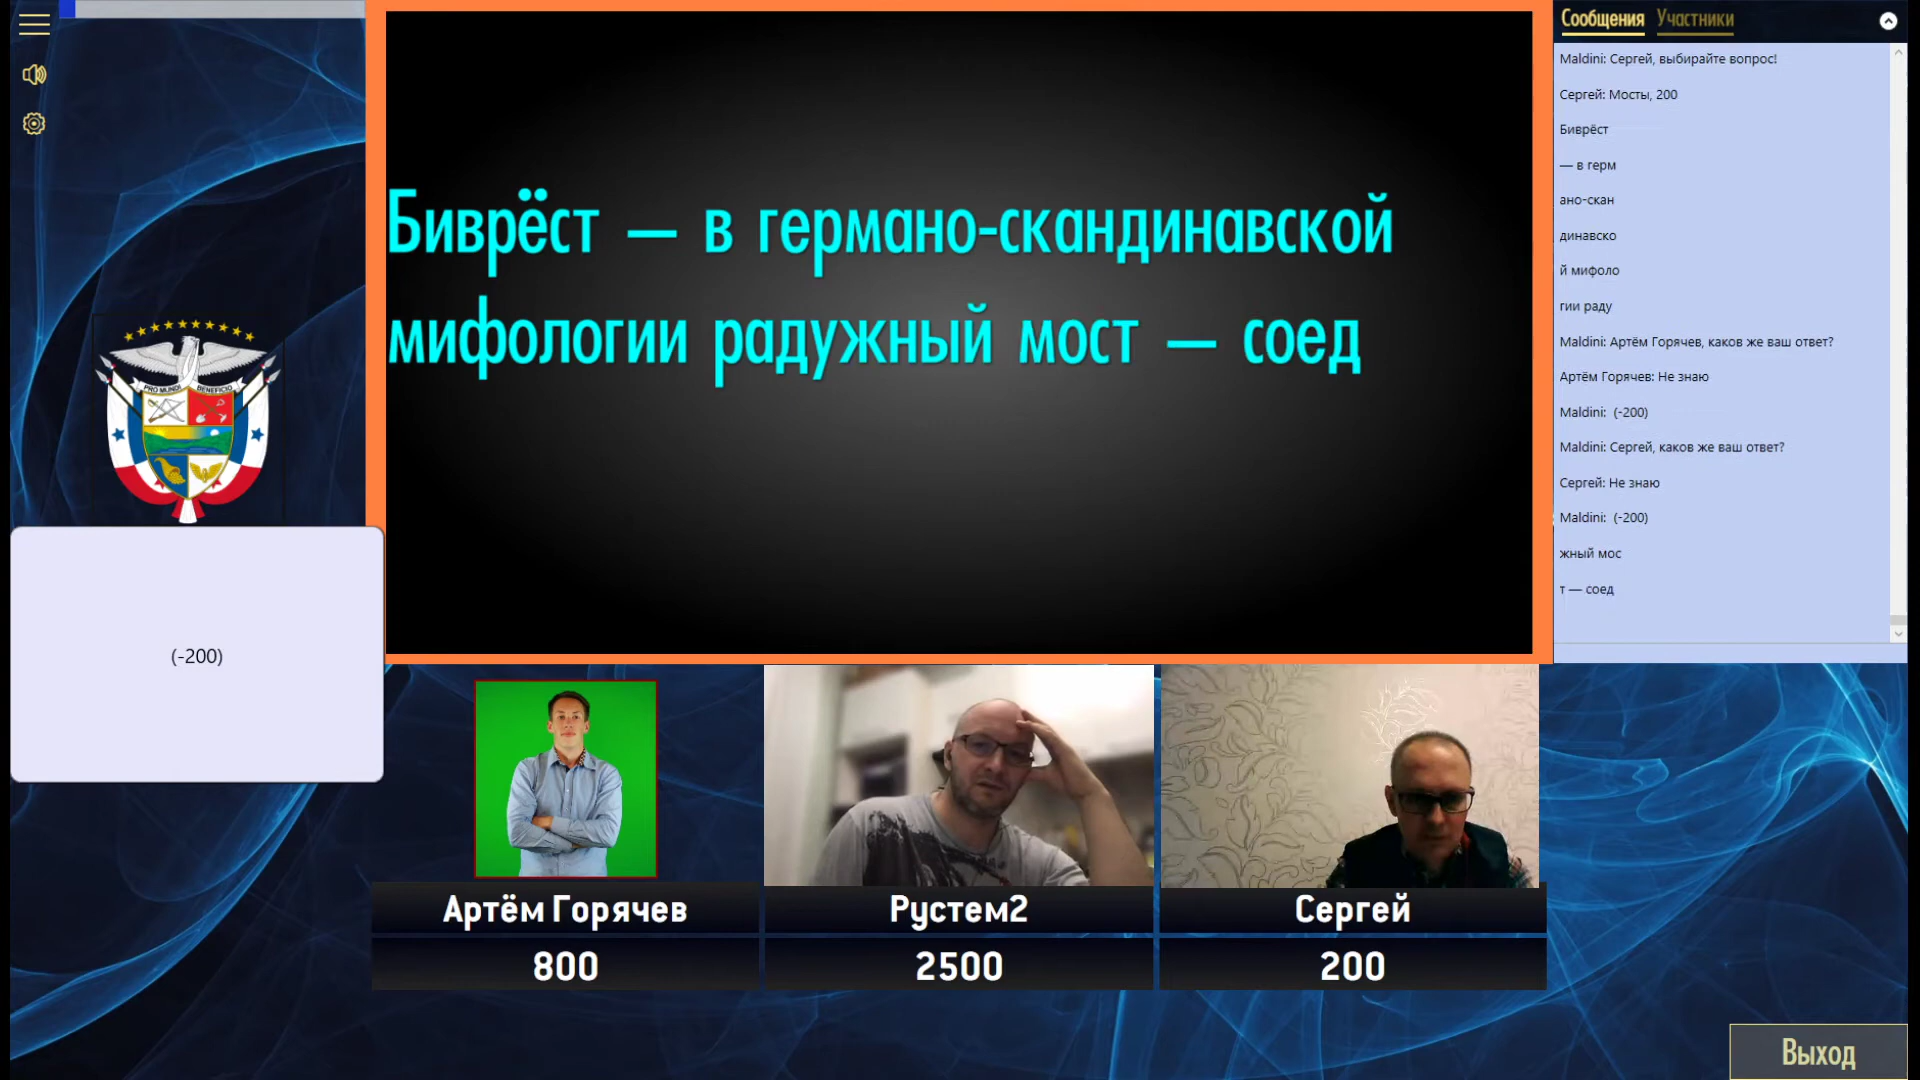 Биврёст — в германо-скандинавской
мифологии радужный мост — соед
PRO MUNDI BENEFICIO
(-200)
Сообщения Участники
Maldini: Сергей, выбирайте вопрос!
Сергей: Мосты, 200
Биврёст
— в герм
ано-скан
динавско
й мифоло
гии раду
Maldini: Артём Горячев, каков же ваш ответ?
Артём Горячев: Не знаю
Maldini: (-200)
Maldini: Сергей, каков же ваш ответ?
Сергей: Не знаю
Maldini: (-200)
жный мос
т — соед
Артём Горячев
800
Рустем2
2500
Сергей
200
Выход